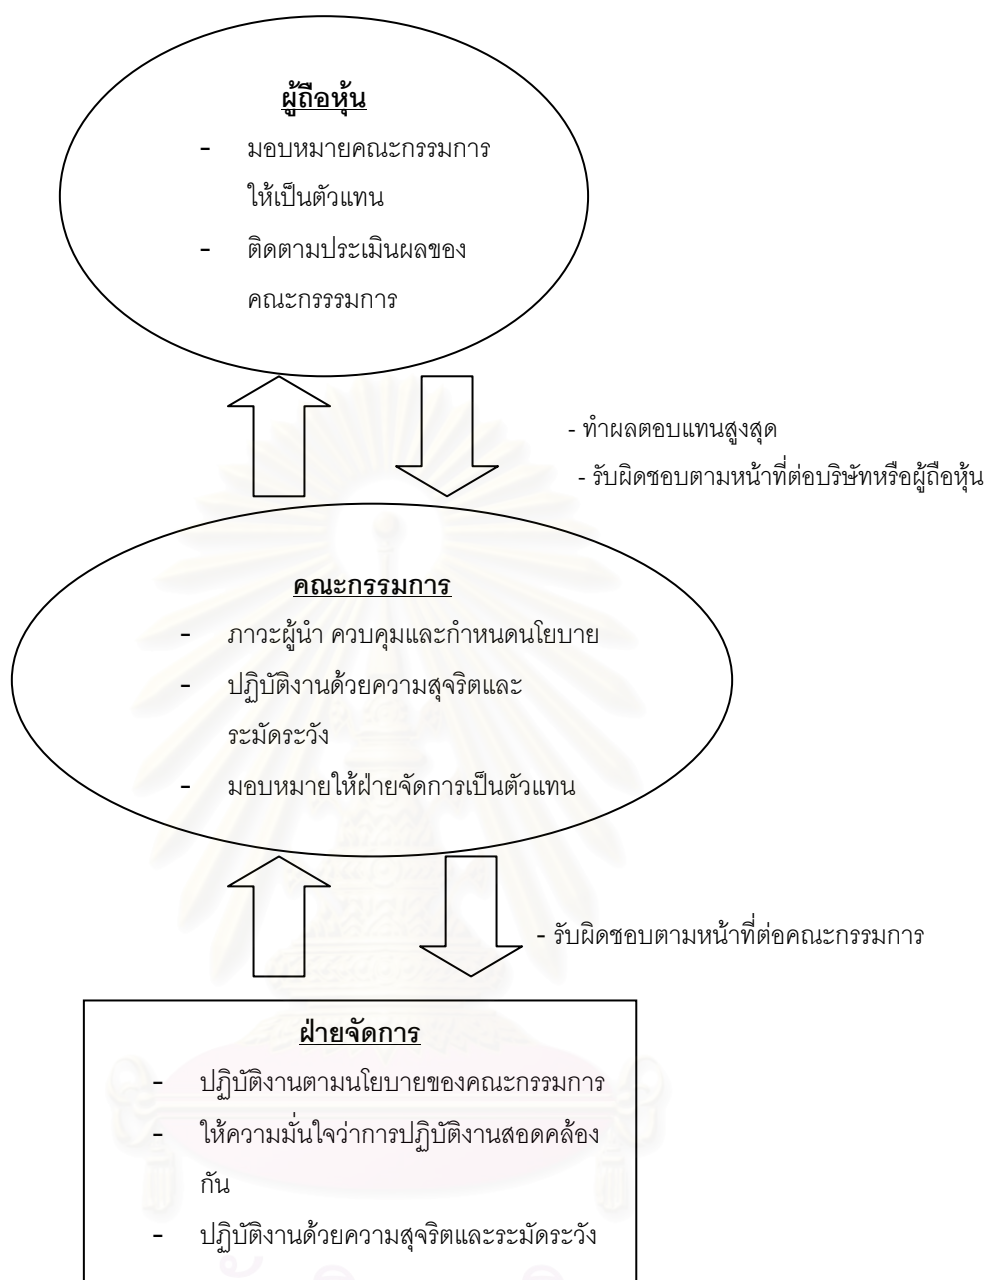 ผู้ถือหุ้น
- มอบหมายคณะกรรมการ
ให้เป็นตัวแทน
- ติดตามประเมินผลของ
คณะกรรรมการ
- ทำผลตอบแทนสูงสุด
- รับผิดชอบตามหน้าที่ต่อบริษัทหรือผู้ถือหุ้น
คณะกรรมการ
- ภาวะผู้นำ ควบคุมและกำหนดนโยบาย
- ปฏิบัติงานด้วยความสุจริตและ
ระมัดระวัง
- มอบหมายให้ฝ่ายจัดการเป็นตัวแทน
- รับผิดชอบตามหน้าที่ต่อคณะกรรมการ
ฝ่ายจัดการ
- ปฏิบัติงานตามนโยบายของคณะกรรมการ
- ให้ความมั่นใจว่าการปฏิบัติงานสอดคล้อง
กัน
- ปฏิบัติงานด้วยความสุจริตและระมัดระวัง